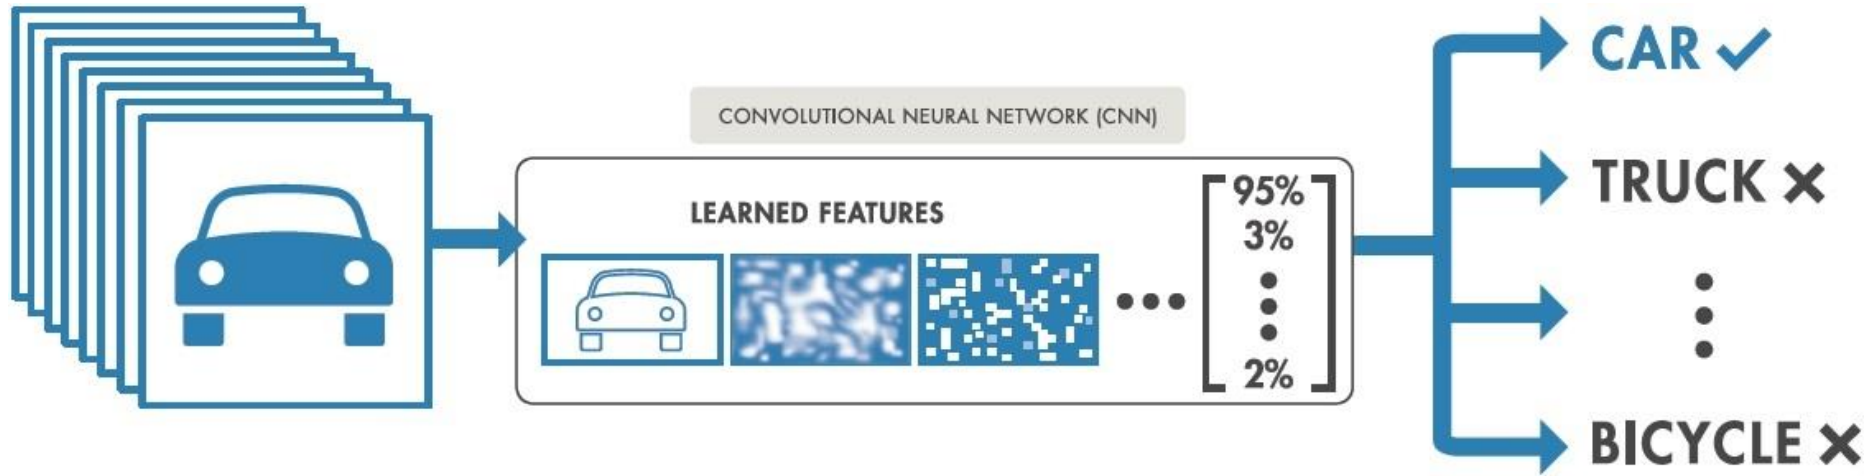 CONVOLUTIONAL NEURAL NETWORK (CNN)
LEARNED FEATURES
95%
3%
2%
CAR
TRUCK
BICYCLE